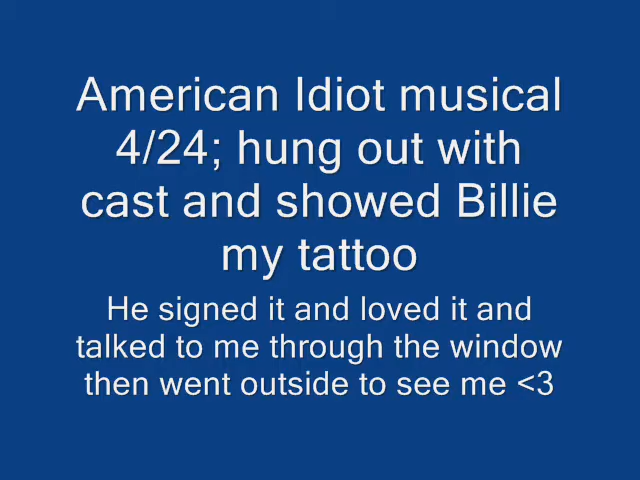 American Idiot musical
4/24; hung out with
cast and showed Billie
my tattoo
He signed it and loved it and
talked to me through the window
then went outside to see me <3